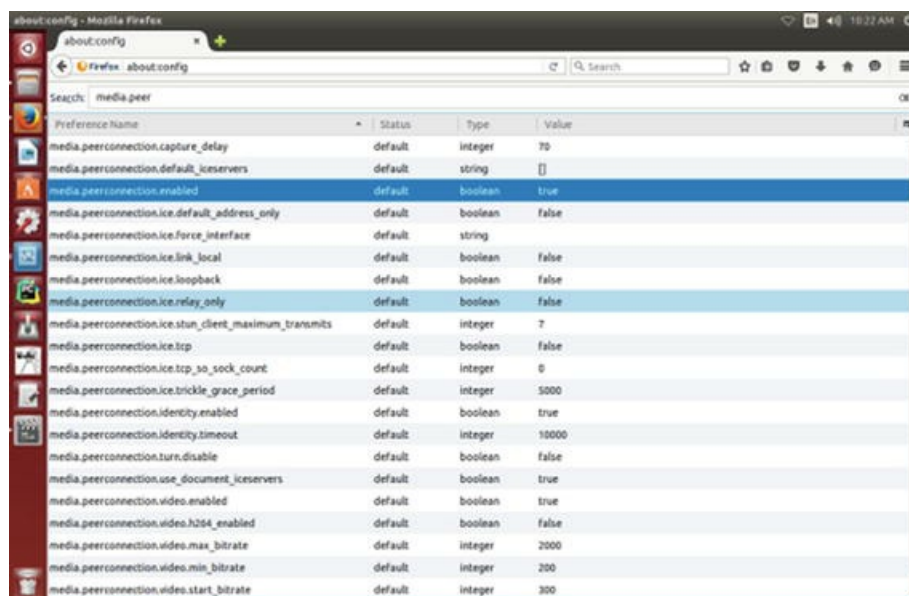 about:config - Mozilla Firefox
En
10:22 AM
about:config
Firefox about:config
Search
Search: media.peer
Preference Name Status Type Value
media.peerconnection.capture_delay default integer 70
media.peerconnection.default_iceservers default string []
media.peerconnection.enabled default boolean true
media.peerconnection.ice.default_address_only default boolean false
media.peerconnection.ice.force_interface default string
media.peerconnection.ice.link_local default boolean false
media.peerconnection.ice.loopback default boolean false
media.peerconnection.ice.relay_only default boolean false
media.peerconnection.ice.stun_client_maximum_transmits default integer 7
media.peerconnection.ice.tcp default boolean false
media.peerconnection.ice.tcp_so_sock_count default integer 0
media.peerconnection.ice.trickle_grace_period default integer 5000
media.peerconnection.identity.enabled default boolean true
media.peerconnection.identity.timeout default integer 10000
media.peerconnection.turn.disable default boolean false
media.peerconnection.use_document_iceservers default boolean true
media.peerconnection.video.enabled default boolean true
media.peerconnection.video.h264_enabled default boolean false
media.peerconnection.video.max_bitrate default integer 2000
media.peerconnection.video.min_bitrate default integer 200
media.peerconnection.video.start_bitrate default integer 300